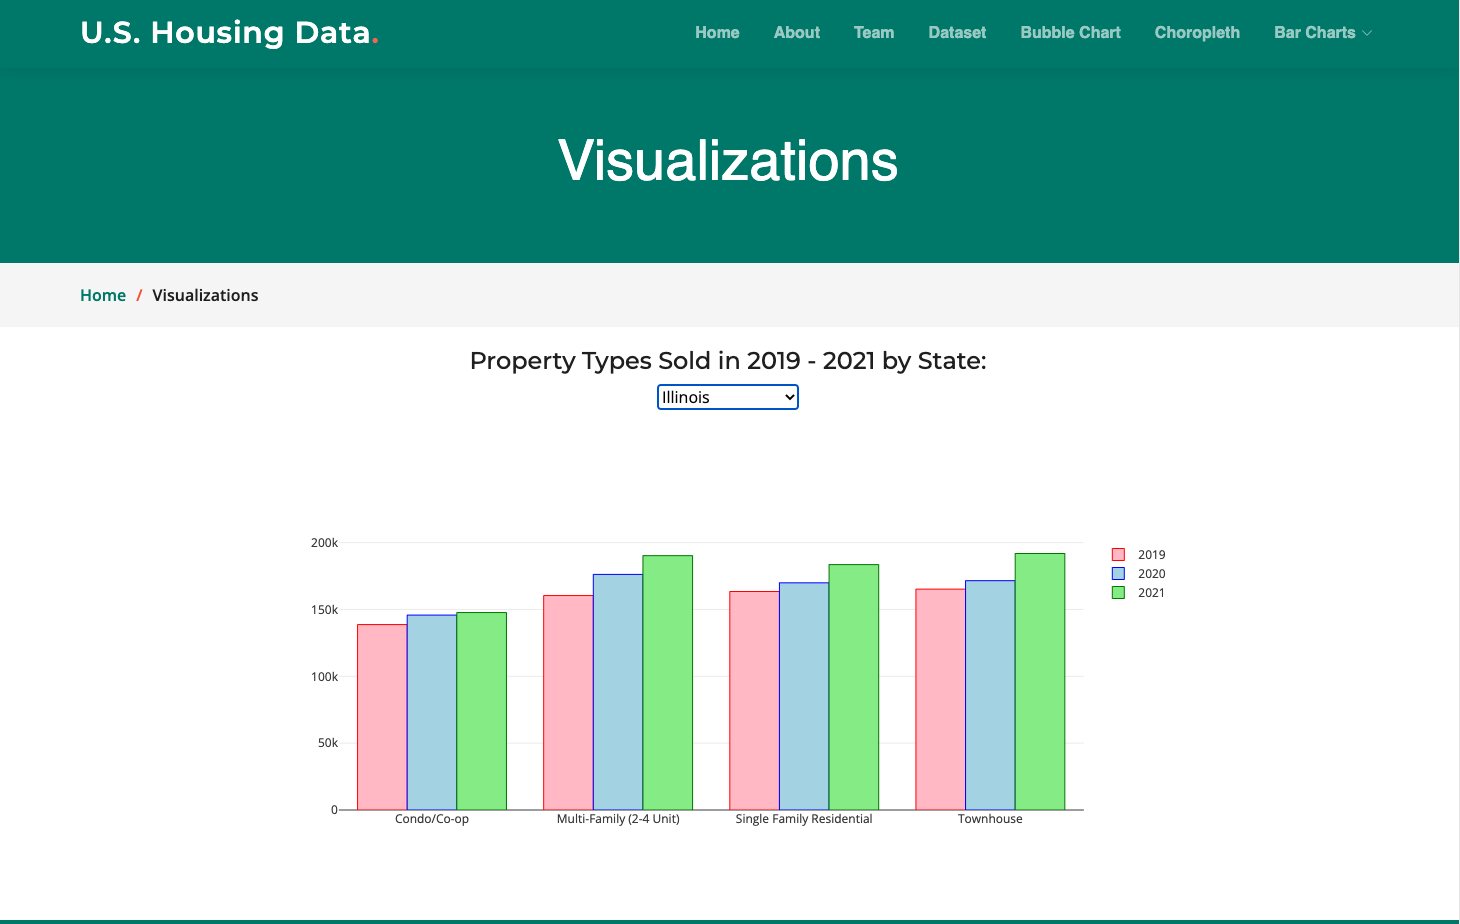 U.S. Housing Data.
Home About Team Dataset Bubble Chart Choropleth Bar Charts
Visualizations
Home / Visualizations
Property Types Sold in 2019 - 2021 by State:
Illinois
200k
150k
100k
50k
0
Condo/Co-op Multi-Family (2-4 Unit) Single Family Residential Townhouse
2019
2020
2021